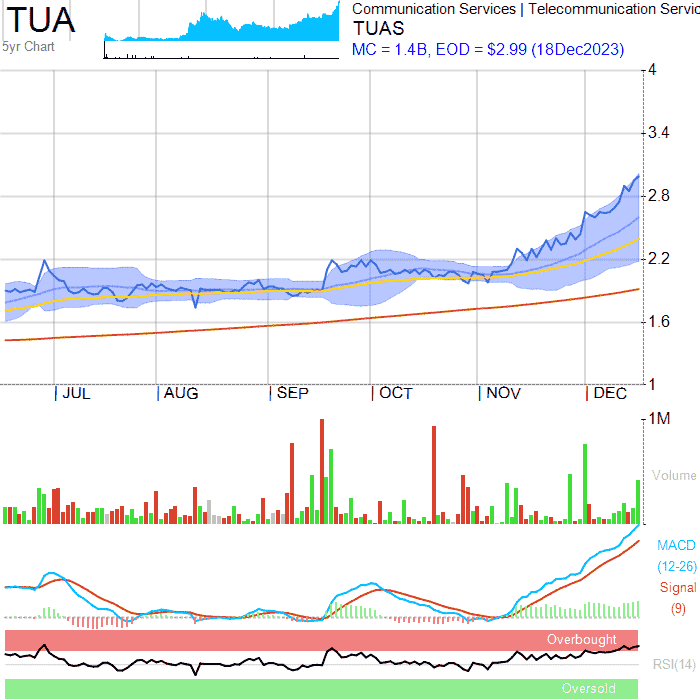 TUA
5yr Chart
Communication Services | Telecommunication Servic
TUAS
MC = 1.4B, EOD = $2.99 (18Dec2023)
4
3.4
2.8
2.2
1.6
1
JUL AUG SEP OCT NOV DEC
1M
Volume
MACD
(12-26)
Signal
(9)
Overbought
RSI(14)
Oversold